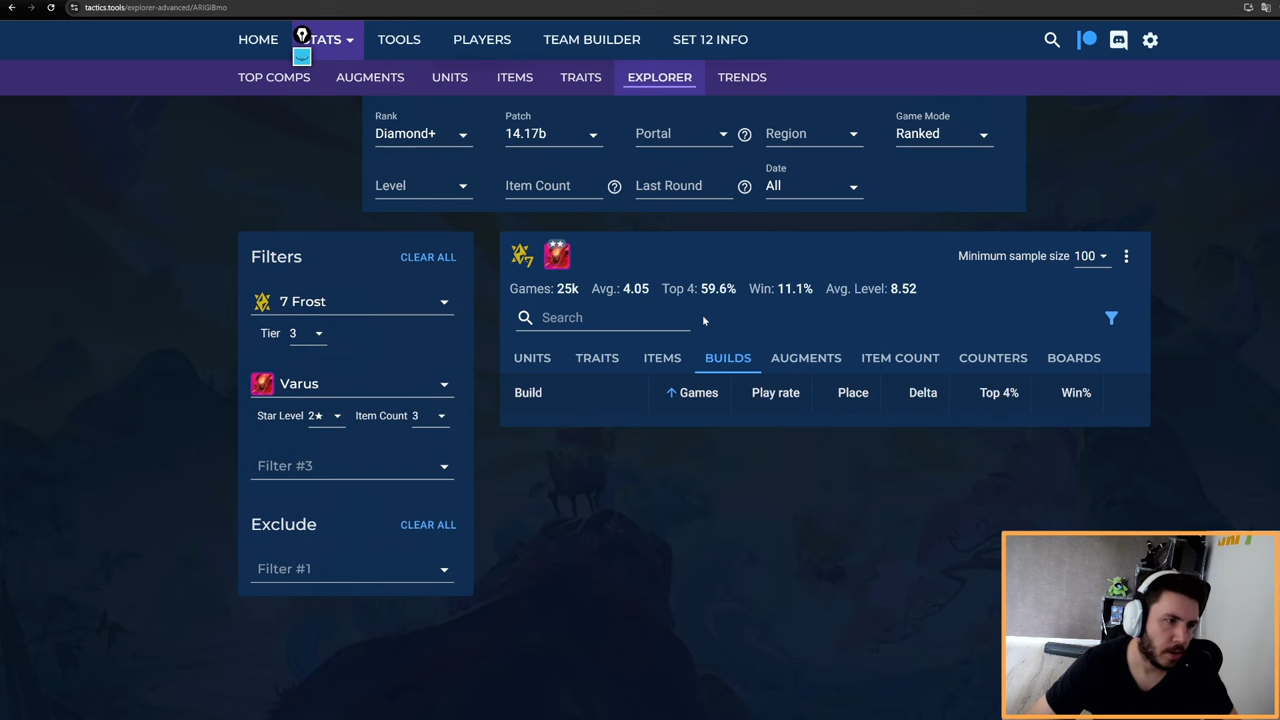 tactics.tools/explorer-advanced/ARIGIBmo
HOME
STATS
TOOLS
PLAYERS
TEAM BUILDER
SET 12 INFO
TOP COMPS
AUGMENTS
UNITS
ITEMS
TRAITS
EXPLORER
TRENDS
Rank
Patch
Game Mode
Diamond+
14.17b
Portal
Region
Ranked
Date
Level
Item Count
Last Round
All
Filters
CLEAR ALL
7 Frost
Tier 3
Varus
Star Level 2★ Item Count 3
Filter #3
Exclude
CLEAR ALL
Filter #1
7
Minimum sample size 100
Games: 25k Avg.: 4.05 Top 4: 59.6% Win: 11.1% Avg. Level: 8.52
Search
UNITS
TRAITS
ITEMS
BUILDS
AUGMENTS
ITEM COUNT
COUNTERS
BOARDS
Build
Games
Play rate
Place
Delta
Top 4%
Win%